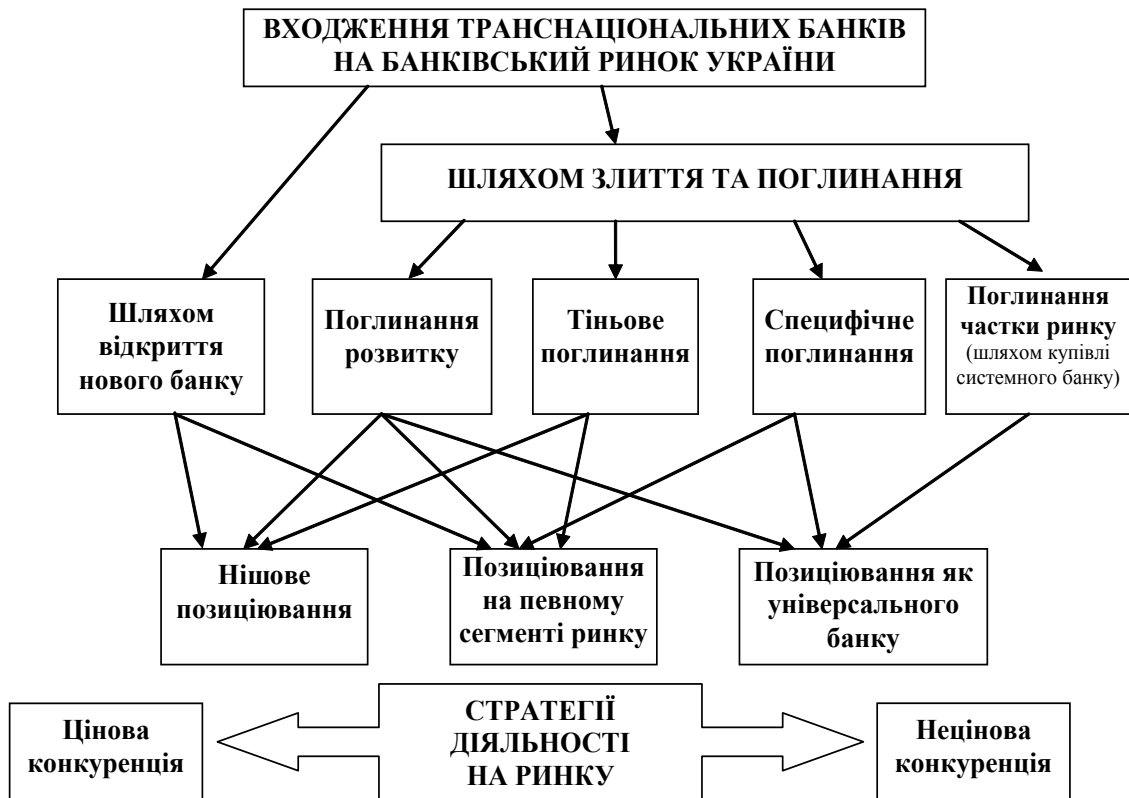 ВХОДЖЕННЯ ТРАНСНАЦІОНАЛЬНИХ БАНКІВ
НА БАНКІВСЬКИЙ РИНОК УКРАЇНИ
ШЛЯХОМ ЗЛИТТЯ ТА ПОГЛИНАННЯ
Шляхом
відкриття
нового банку
Поглинання
розвитку
Тіньове
поглинання
Специфічне
поглинання
Поглинання
частки ринку
(шляхом купівлі
системного банку)
Нішове
позиціювання
Позиціювання
на певному
сегменті ринку
Позиціювання як
універсального
банку
Цінова
конкуренція
СТРАТЕГІЇ
ДІЯЛЬНОСТІ
НА РИНКУ
Нецінова
конкуренція